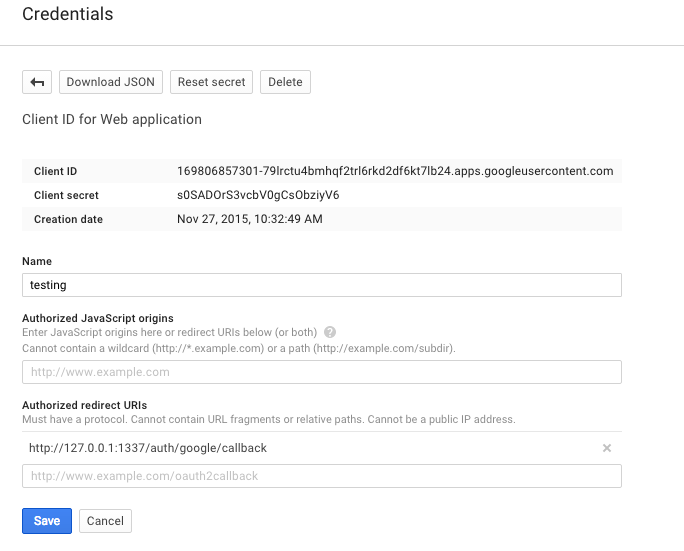 Credentials
Download JSON Reset secret Delete
Client ID for Web application
Client ID 169806857301-79lrctu4bmhqf2trl6rkd2df6kt7lb24.apps.googleusercontent.com
Client secret s0SADOrS3vcbV0gCsObziyV6
Creation date Nov 27, 2015, 10:32:49 AM
Name
testing
Authorized JavaScript origins
Enter JavaScript origins here or redirect URIs below (or both) ?
Cannot contain a wildcard (http://*.example.com) or a path (http://example.com/subdir).
http://www.example.com
Authorized redirect URIs
Must have a protocol. Cannot contain URL fragments or relative paths. Cannot be a public IP address.
http://127.0.0.1:1337/auth/google/callback
http://www.example.com/oauth2callback
Save Cancel